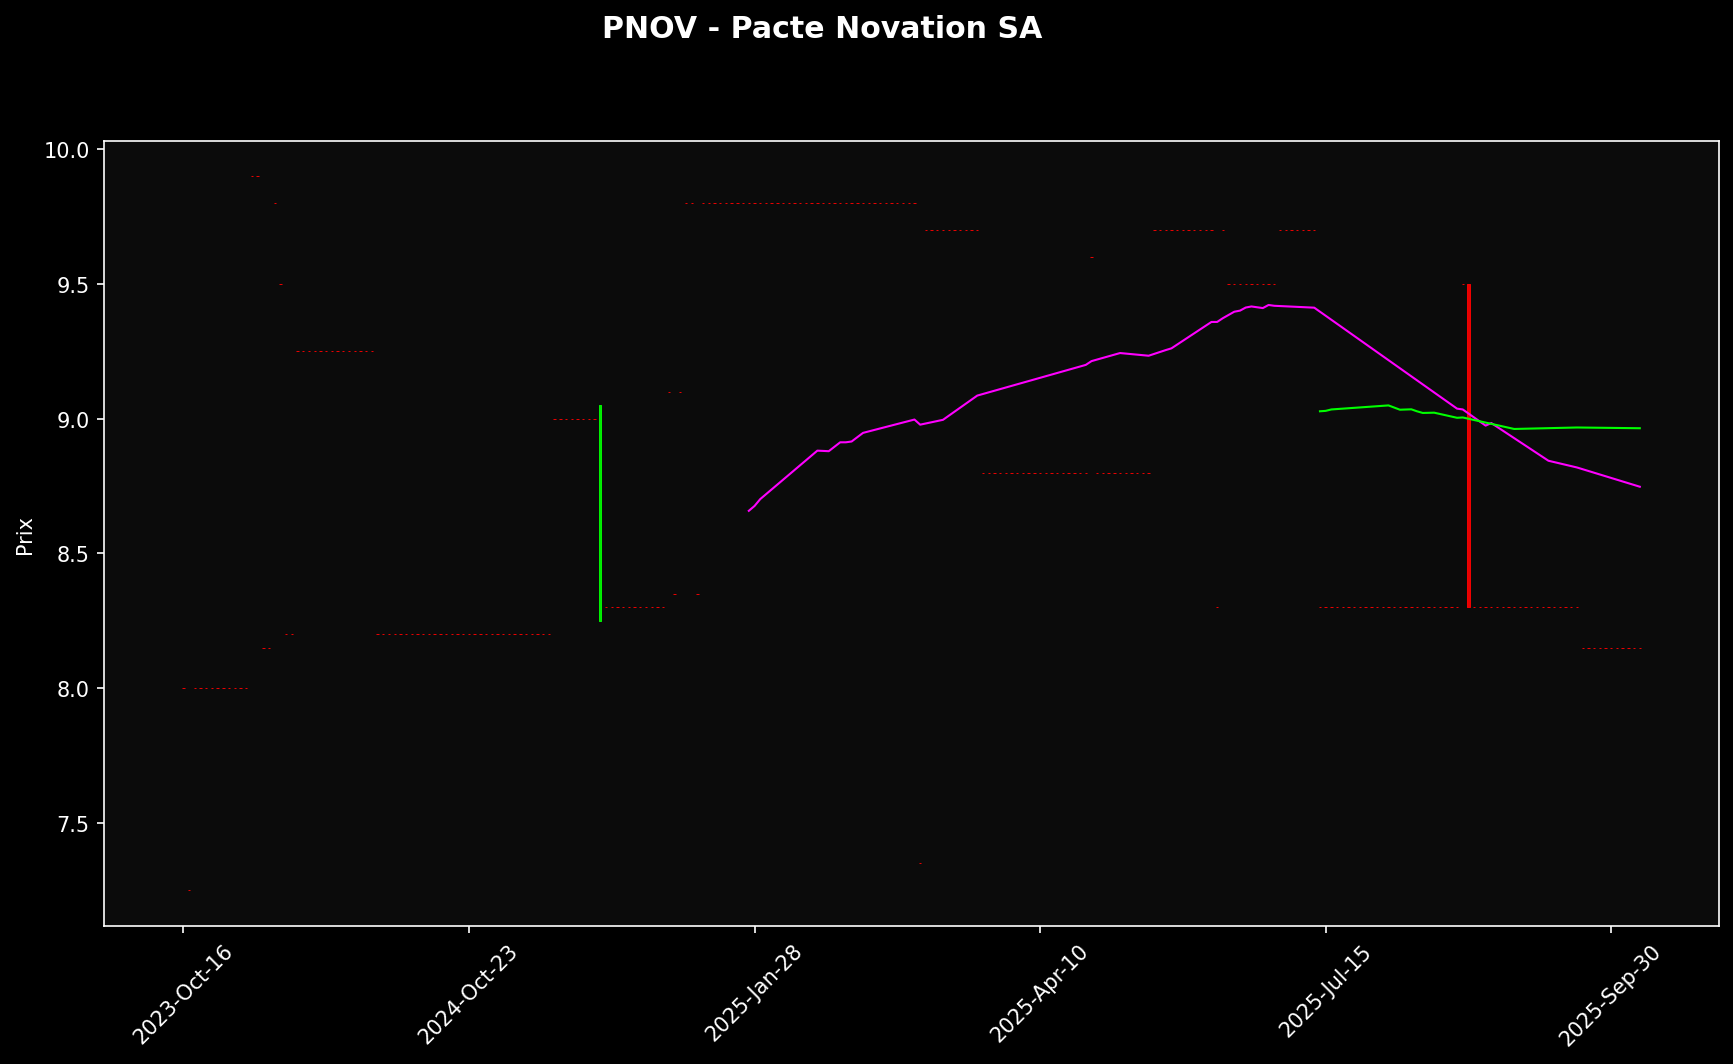 PNOV - Pacte Novation SA
10.0
9.5
9.0
8.5
8.0
7.5
Prix
2023-Oct-16
2024-Oct-23
2025-Jan-28
2025-Apr-10
2025-Jul-15
2025-Sep-30